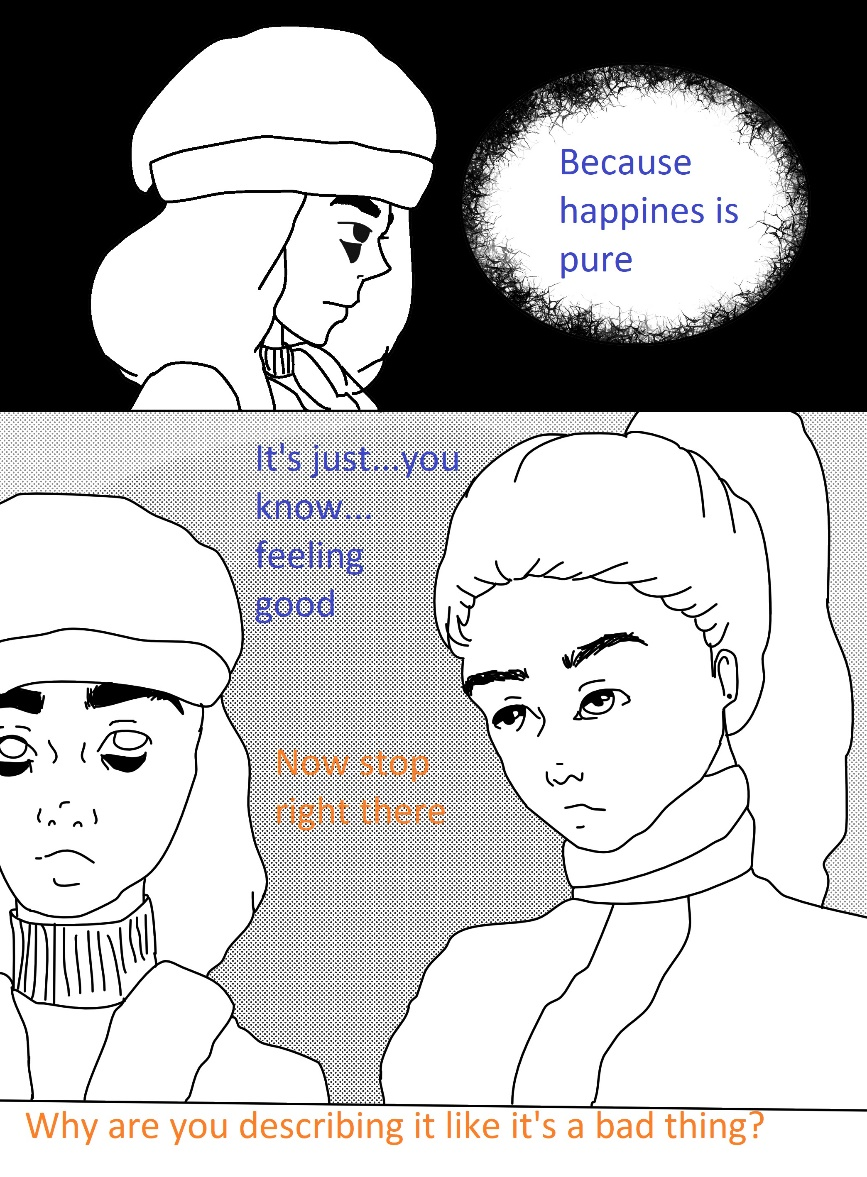 Because
happines is
pure
It's just...you
know...
feeling
good
Now stop
right there
Why are you describing it like it's a bad thing?